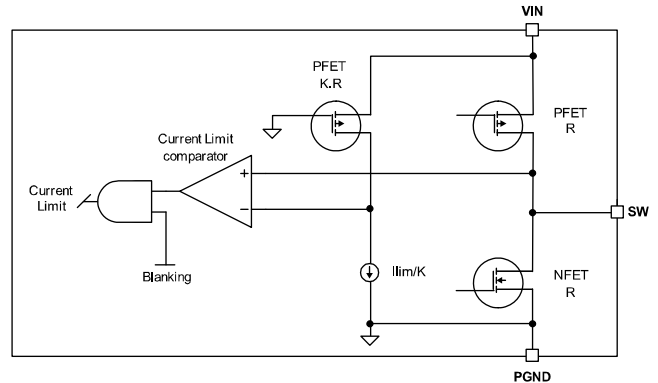 VIN
PFET
K.R
PFET
R
Current Limit
comparator
+
−
Current
Limit
Blanking
SW
Ilim/K
NFET
R
PGND